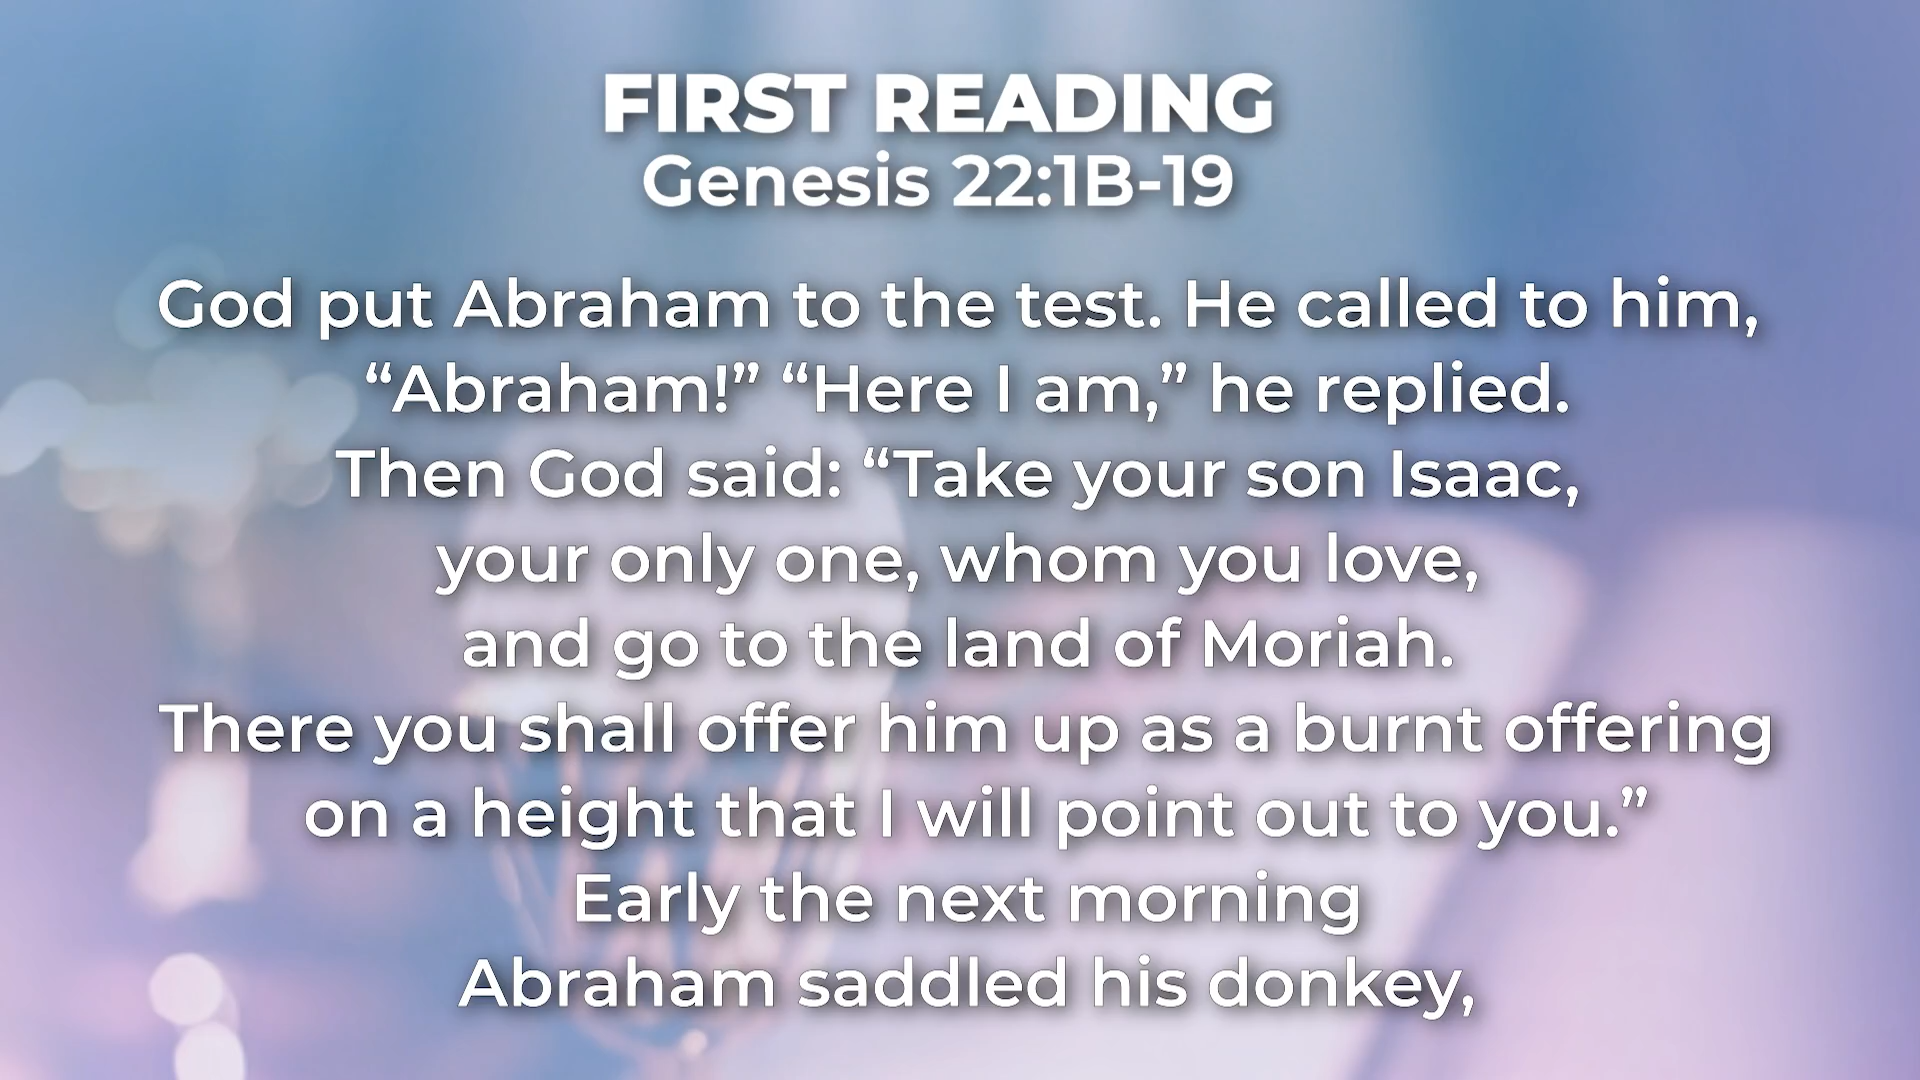 FIRST READING
Genesis 22:1B-19
God put Abraham to the test. He called to him,
“Abraham!” “Here I am,” he replied.
Then God said: “Take your son Isaac,
your only one, whom you love,
and go to the land of Moriah.
There you shall offer him up as a burnt offering
on a height that I will point out to you.”
Early the next morning
Abraham saddled his donkey,